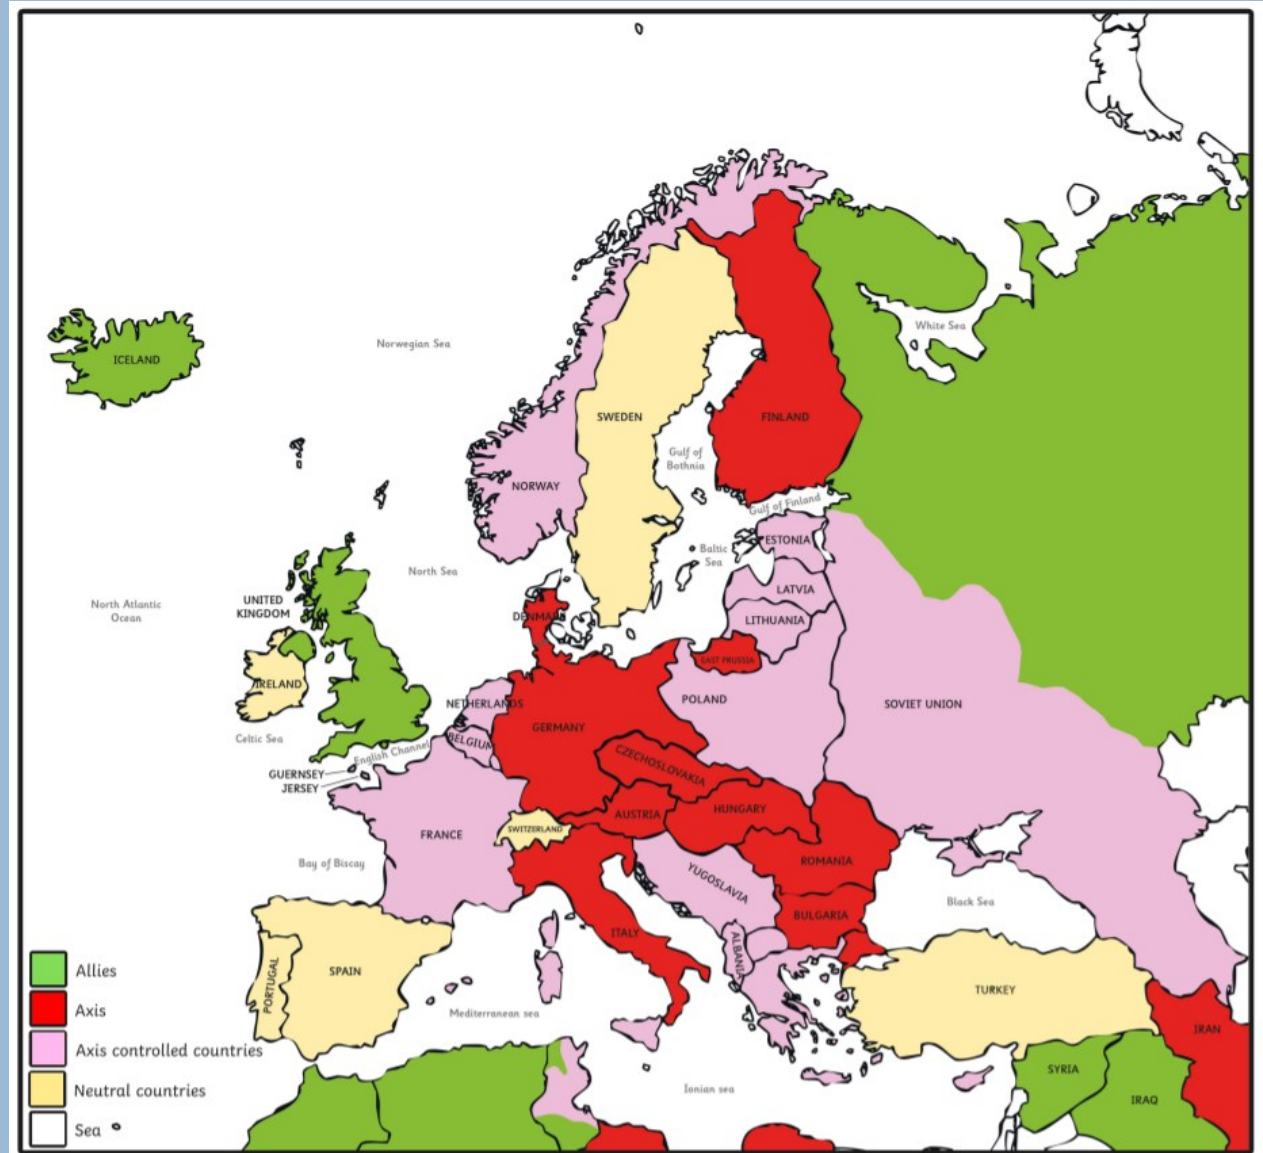 ICELAND
Norwegian Sea
White Sea
SWEDEN
FINLAND
Gulf of
Bothnia
NORWAY
Gulf of Finland
ESTONIA
Baltic
Sea
North Sea
LATVIA
North Atlantic
Ocean
UNITED
KINGDOM
DENMARK
LITHUANIA
EAST PRUSSIA
IRELAND
NETHERLANDS
POLAND
SOVIET UNION
GERMANY
Celtic Sea
English Channel
BELGIUM
CZECHOSLOVAKIA
GUERNSEY
JERSEY
AUSTRIA
HUNGARY
FRANCE
SWITZERLAND
Bay of Biscay
ROMANIA
YUGOSLAVIA
Black Sea
BULGARIA
ITALY
ALBANIA
PORTUGAL
SPAIN
TURKEY
Mediterranean sea
IRAN
Ionian sea
SYRIA
IRAQ
Allies
Axis
Axis controlled countries
Neutral countries
Sea